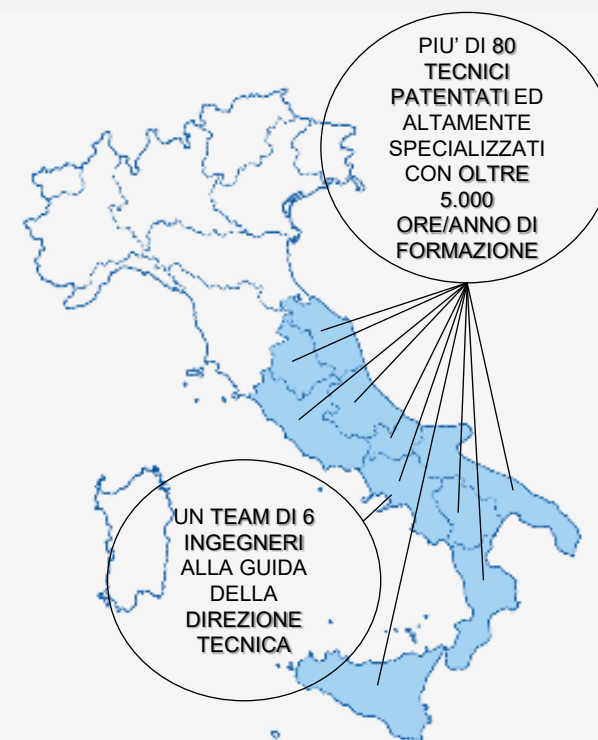 PIU' DI 80
TECNICI
PATENTATI ED
ALTAMENTE
SPECIALIZZATI
CON OLTRE
5.000
ORE/ANNO DI
FORMAZIONE
UN TEAM DI 6
INGEGNERI
ALLA GUIDA
DELLA
DIREZIONE
TECNICA